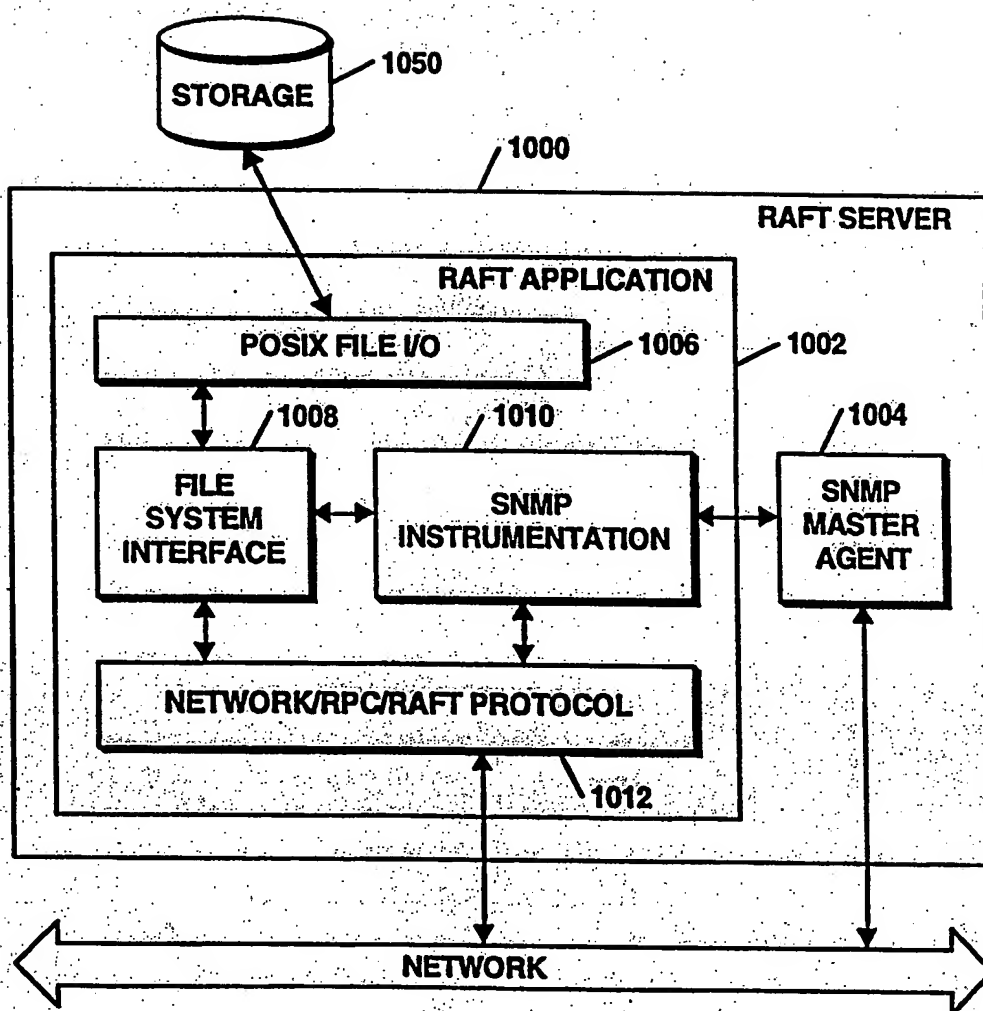 STORAGE
1050
1000
RAFT SERVER
RAFT APPLICATION
POSIX FILE I/O
1006
1002
1008
1010
1004
FILE
SYSTEM
INTERFACE
SNMP
INSTRUMENTATION
SNMP
MASTER
AGENT
NETWORK/RPC/RAFT PROTOCOL
1012
NETWORK